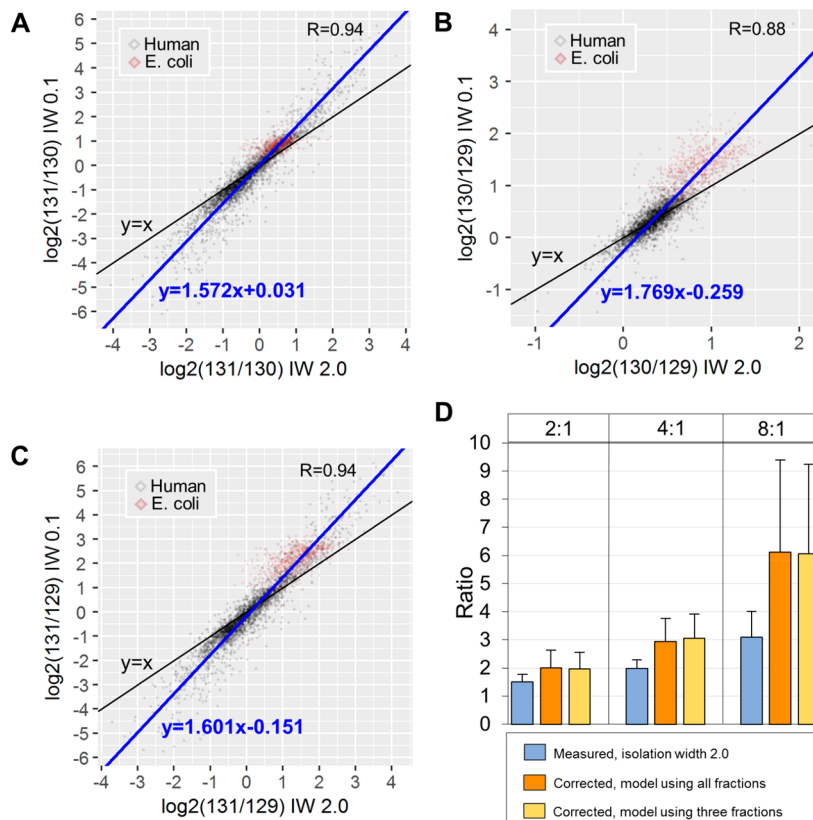 A
R=0.94
Human
E. coli
y=x
y=1.572x+0.031
log2(131/130) IW 0.1
6
5
4
3
2
1
0
-1
-2
-3
-4
-5
-6
-4 -3 -2 -1 0 1 2 3 4
log2(131/130) IW 2.0
B
R=0.88
Human
E. coli
y=x
y=1.769x-0.259
log2(130/129) IW 0.1
4
3
2
1
0
-1
-1 0 1 2
log2(130/129) IW 2.0
C
R=0.94
Human
E. coli
y=x
y=1.601x-0.151
log2(131/129) IW 0.1
6
5
4
3
2
1
0
-1
-2
-3
-4
-5
-6
-4 -3 -2 -1 0 1 2 3 4
log2(131/129) IW 2.0
D
2:1 4:1 8:1
Ratio
10
9
8
7
6
5
4
3
2
1
0
Measured, isolation width 2.0
Corrected, model using all fractions
Corrected, model using three fractions